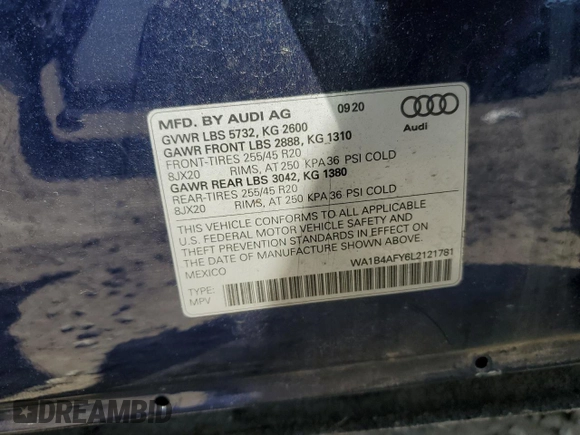 MFD. BY AUDI AG 0920
GVWR LBS 5732, KG 2600
GAWR FRONT LBS 2888, KG 1310
FRONT-TIRES 255/45 R20
8JX20 RIMS, AT 250 KPA 36 PSI COLD
GAWR REAR LBS 3042, KG 1380
REAR-TIRES 255/45 R20
8JX20 RIMS, AT 250 KPA 36 PSI COLD
Audi
THIS VEHICLE CONFORMS TO ALL APPLICABLE
U.S. FEDERAL MOTOR VEHICLE SAFETY AND
THEFT PREVENTION STANDARDS IN EFFECT ON
THE DATE OF MANUFACTURE SHOWN ABOVE.
MEXICO
WA1B4AFY6L2121781
TYPE:
MPV
DREAMBID